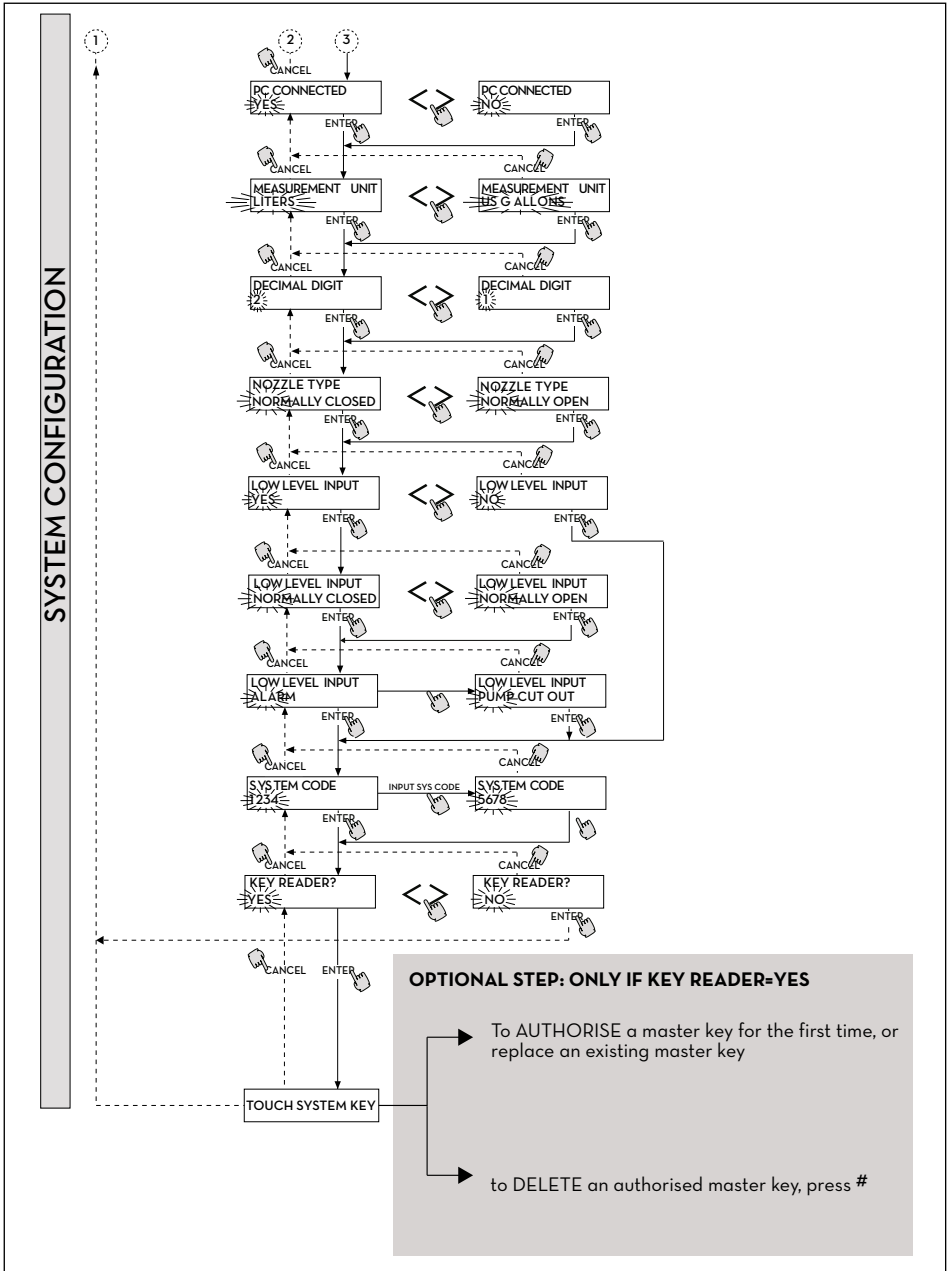 SYSTEM CONFIGURATION
1
2
3
CANCEL
PC CONNECTED
YES
< >
PC CONNECTED
NO
ENTER
ENTER
CANCEL
CANCEL
MEASUREMENT UNIT
LITERS
< >
MEASUREMENT UNIT
US G ALLONS
ENTER
ENTER
CANCEL
CANCEL
DECIMAL DIGIT
2
< >
DECIMAL DIGIT
1
ENTER
ENTER
CANCEL
CANCEL
NOZZLE TYPE
NORMALLY CLOSED
< >
NOZZLE TYPE
NORMALLY OPEN
ENTER
ENTER
CANCEL
CANCEL
LOW LEVEL INPUT
YES
< >
LOW LEVEL INPUT
NO
ENTER
ENTER
CANCEL
CANCEL
LOW LEVEL INPUT
NORMALLY CLOSED
< >
LOW LEVEL INPUT
NORMALLY OPEN
ENTER
ENTER
CANCEL
CANCEL
LOW LEVEL INPUT
ALARM
LOW LEVEL INPUT
PUMP CUT OUT
ENTER
ENTER
CANCEL
CANCEL
SYSTEM CODE
1234
INPUT SYS CODE
SYSTEM CODE
5678
ENTER
CANCEL
CANCEL
KEY READER?
YES
< >
KEY READER?
NO
ENTER
CANCEL
ENTER
OPTIONAL STEP: ONLY IF KEY READER=YES
To AUTHORISE a master key for the first time, or
replace an existing master key
TOUCH SYSTEM KEY
to DELETE an authorised master key, press #